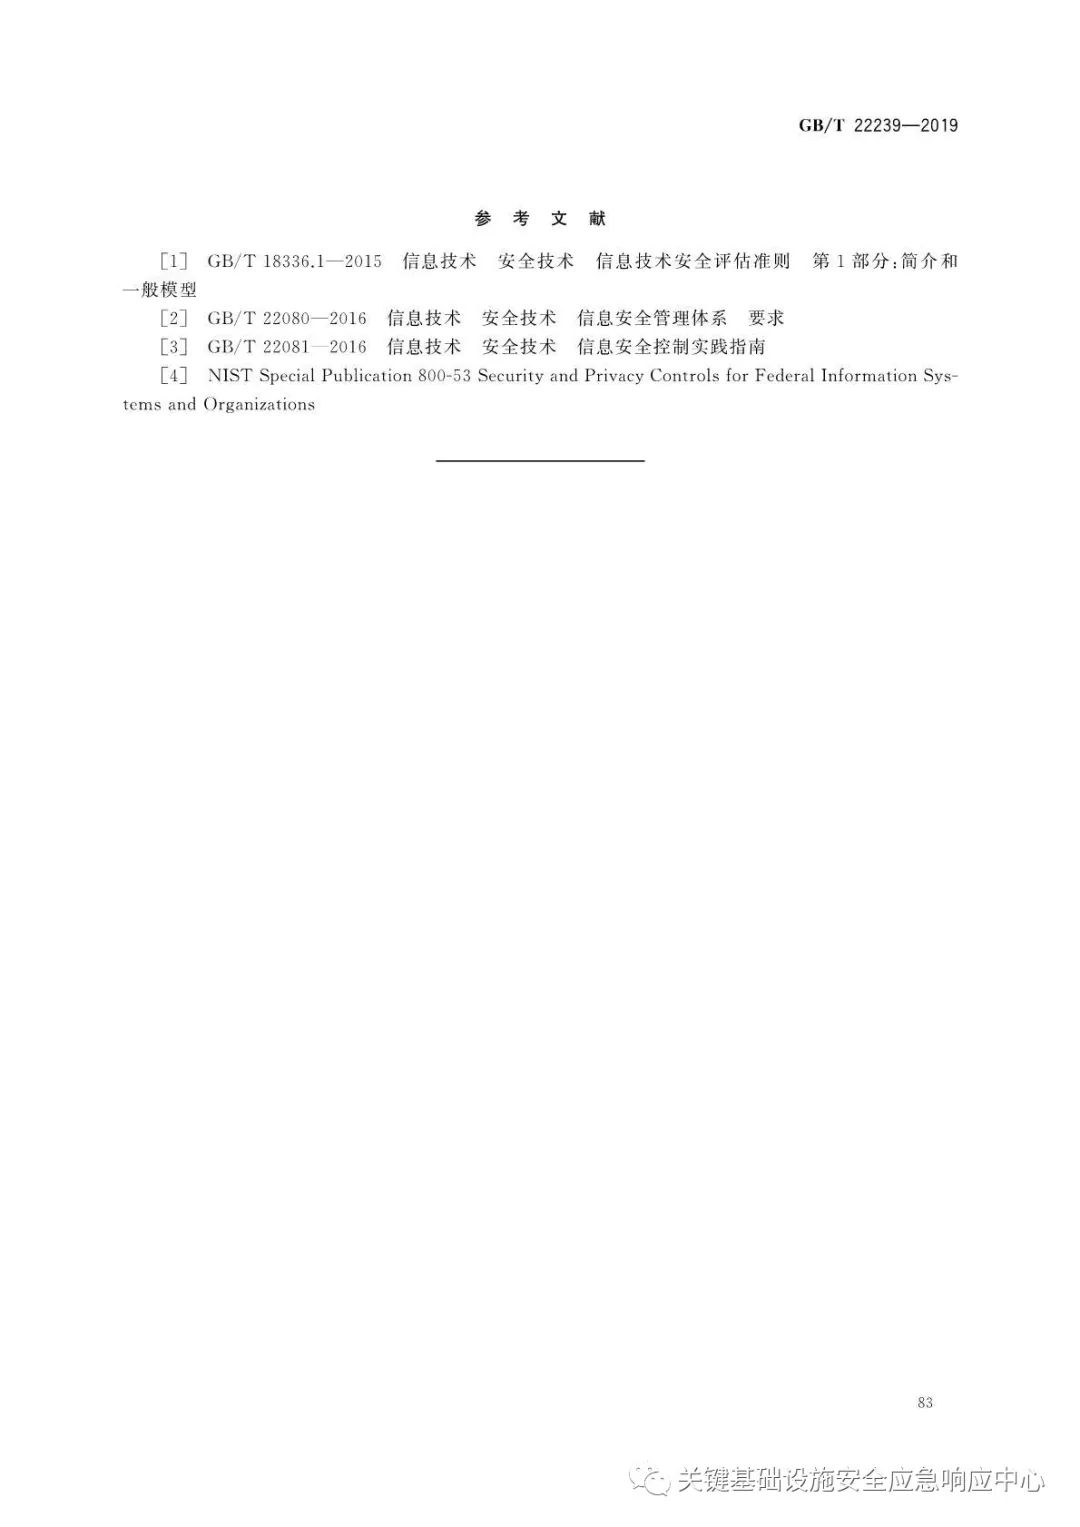 GB/T 22239—2019
参 考 文 献
[1] GB/T 18336.1—2015 信息技术 安全技术 信息技术安全评估准则 第1部分:简介和
一般模型
[2] GB/T 22080—2016 信息技术 安全技术 信息安全管理体系 要求
[3] GB/T 22081—2016 信息技术 安全技术 信息安全控制实践指南
[4] NIST Special Publication 800-53 Security and Privacy Controls for Federal Information Sys-
tems and Organizations
83
关键基础设施安全应急响应中心